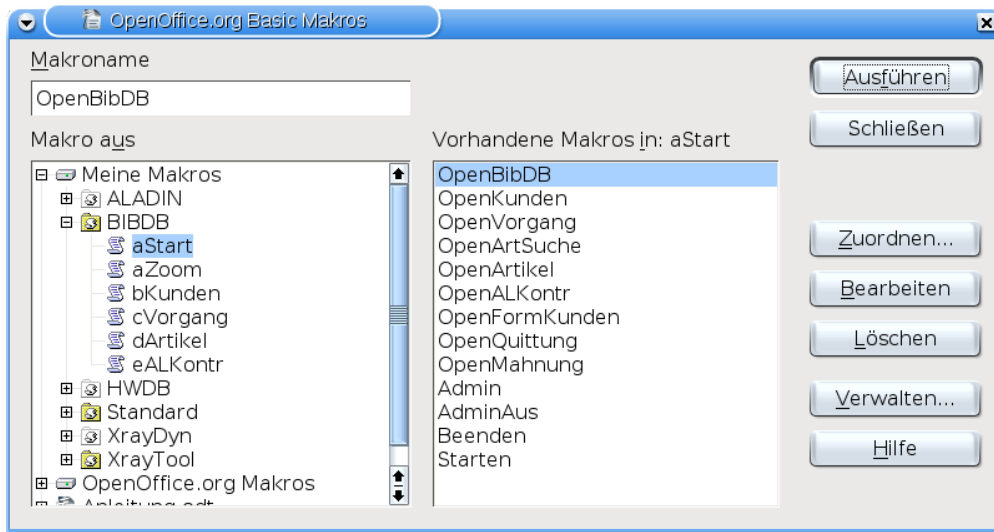 OpenOffice.org Basic Makros
Makroname
OpenBibDB
Makro aus
Meine Makros
ALADIN
BIBDB
aStart
aZoom
bKunden
cVorgang
dArtikel
eALKontr
HWDB
Standard
XrayDyn
XrayTool
OpenOffice.org Makros
Anleitung.odt
Vorhandene Makros in: aStart
OpenBibDB
OpenKunden
OpenVorgang
OpenArtSuche
OpenArtikel
OpenALKontr
OpenFormKunden
OpenQuittung
OpenMahnung
Admin
AdminAus
Beenden
Starten
Ausführen
Schließen
Zuordnen...
Bearbeiten
Löschen
Verwalten...
Hilfe